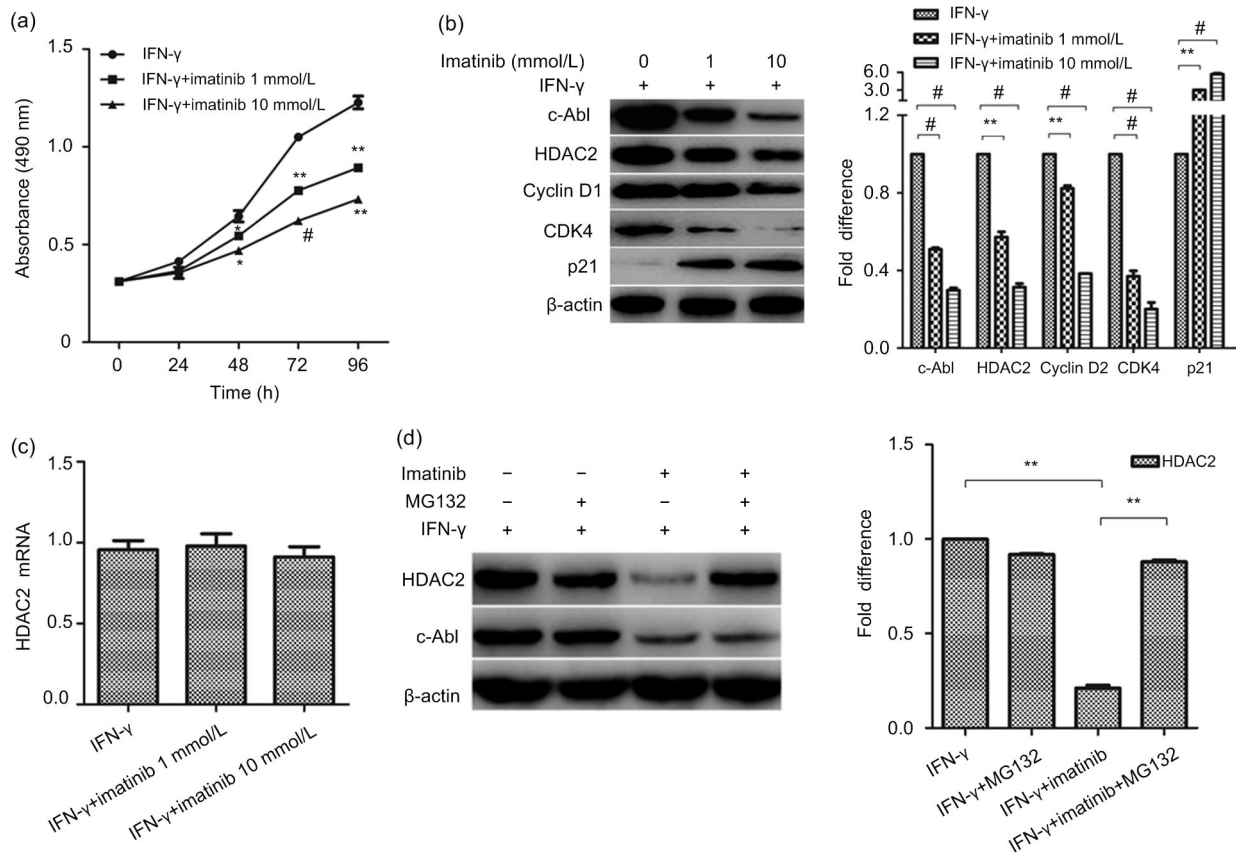 (a)
1.5
1.0
0.5
0
Absorbance (490 nm)
IFN-γ
IFN-γ+imatinib 1 mmol/L
IFN-γ+imatinib 10 mmol/L
**
**
*
#
**
*
0 24 48 72 96
Time (h)
(b)
Imatinib (mmol/L) 0 1 10
IFN-γ + + +
c-Abl
HDAC2
Cyclin D1
CDK4
p21
β-actin
IFN-γ
IFN-γ+imatinib 1 mmol/L
IFN-γ+imatinib 10 mmol/L
#
**
6.0
3.0
0.0
1.2
0.8
0.4
0.0
Fold difference
# # # #
# ** ** #
c-Abl HDAC2 Cyclin D2 CDK4 p21
(c)
1.5
1.0
0.5
0.0
HDAC2 mRNA
IFN-γ
IFN-γ+imatinib 1 mmol/L
IFN-γ+imatinib 10 mmol/L
(d)
Imatinib – – + +
MG132 – + – +
IFN-γ + + + +
HDAC2
c-Abl
β-actin
1.5
1.0
0.5
0.0
Fold difference
HDAC2
**
**
IFN-γ
IFN-γ+MG132
IFN-γ+imatinib
IFN-γ+imatinib+MG132